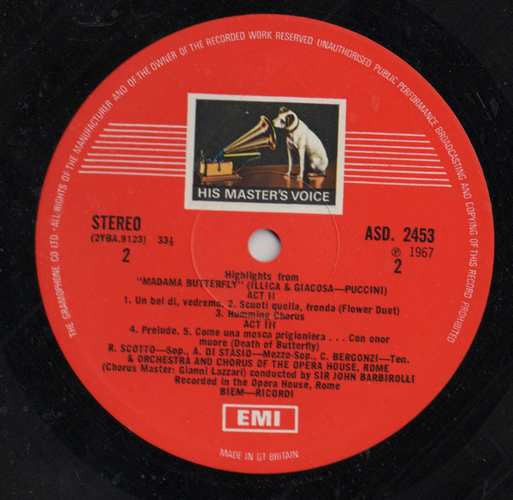 THE GRAMOPHONE CO LTD · ALL RIGHTS OF THE MANUFACTURER AND OF THE OWNER OF THE RECORDED WORK RESERVED UNAUTHORISED PUBLIC PERFORMANCE BROADCASTING AND COPYING OF THIS RECORD PROHIBITED
HIS MASTER'S VOICE
STEREO
(2YBA.9123) 33⅓
2
ASD. 2453
℗ 1967
2
Highlights from
"MADAMA BUTTERFLY" (ILLICA & GIACOSA—PUCCINI)
ACT II
1. Un bel di, vedremo. 2. Scuoti quella, fronda (Flower Duet)
3. Humming Chorus
ACT III
4. Prelude. 5. Come una mosca prigioniera . . . Con onor
muore (Death of Butterfly)
R. SCOTTO—Sop., A. DI STASIO—Mezzo-Sop., C. BERGONZI—Ten.
& ORCHESTRA AND CHORUS OF THE OPERA HOUSE, ROME
(Chorus Master: Gianni Lazzari) conducted by SIR JOHN BARBIROLLI
Recorded in the Opera House, Rome
BIEM—RICORDI
EMI
MADE IN GT BRITAIN